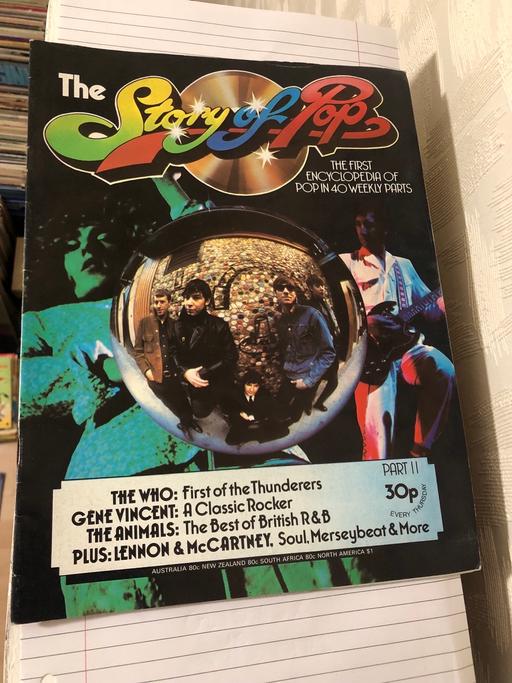 The Story of Pop
THE FIRST
ENCYCLOPEDIA OF
POP IN 40 WEEKLY PARTS
PART 11
30p
EVERY THURSDAY
THE WHO: First of the Thunderers
GENE VINCENT: A Classic Rocker
THE ANIMALS: The Best of British R&B
PLUS: LENNON & McCARTNEY, Soul, Merseybeat & More
AUSTRALIA 80c NEW ZEALAND 80c SOUTH AFRICA 80c NORTH AMERICA $1